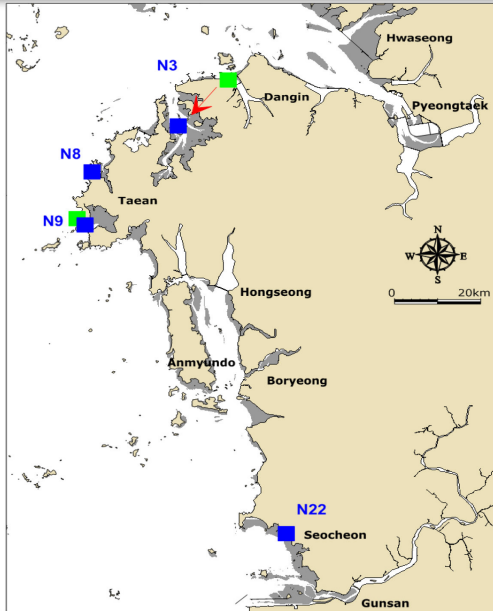 Hwaseong
N3
Dangin
Pyeongtaek
N8
Taean
N9
N
W E
S
0 20km
Hongseong
Anmyundo
Boryeong
N22
Seocheon
Gunsan